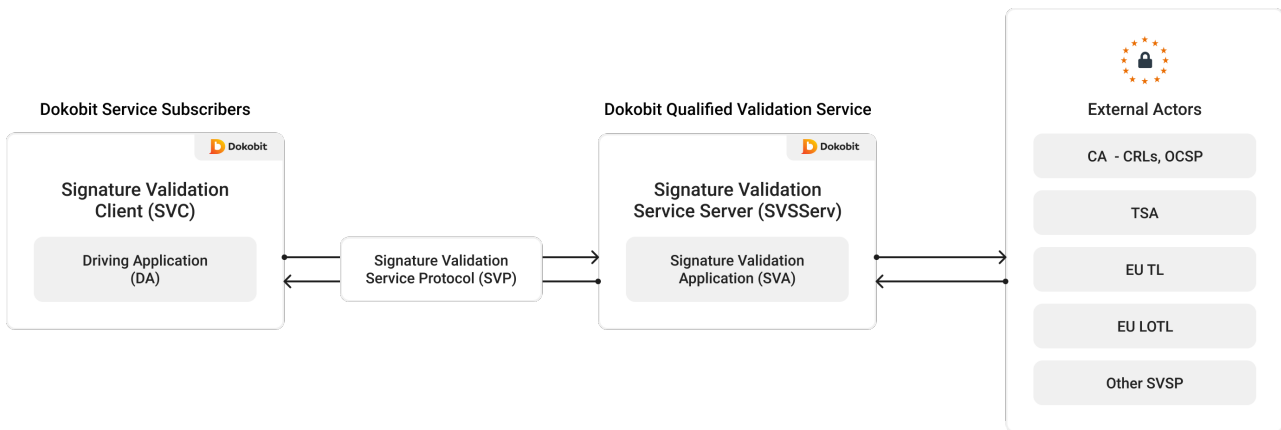 Dokobit Service Subscribers
Dokobit
Signature Validation
Client (SVC)
Driving Application
(DA)
Signature Validation
Service Protocol (SVP)
Dokobit Qualified Validation Service
Dokobit
Signature Validation
Service Server (SVSServ)
Signature Validation
Application (SVA)
External Actors
CA - CRLs, OCSP
TSA
EU TL
EU LOTL
Other SVSP